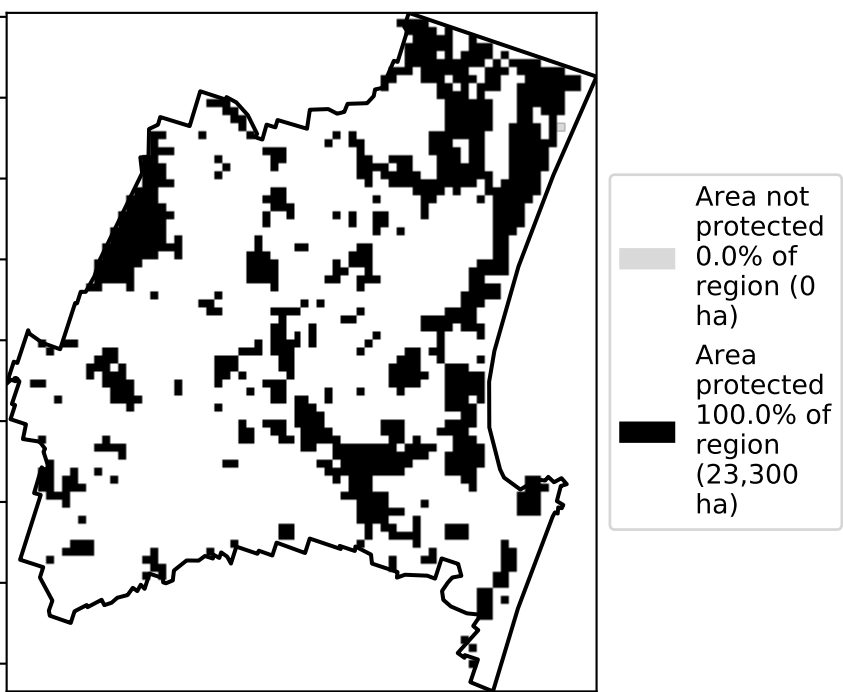 Area not
protected
0.0% of
region (0
ha)
Area
protected
100.0% of
region
(23,300
ha)